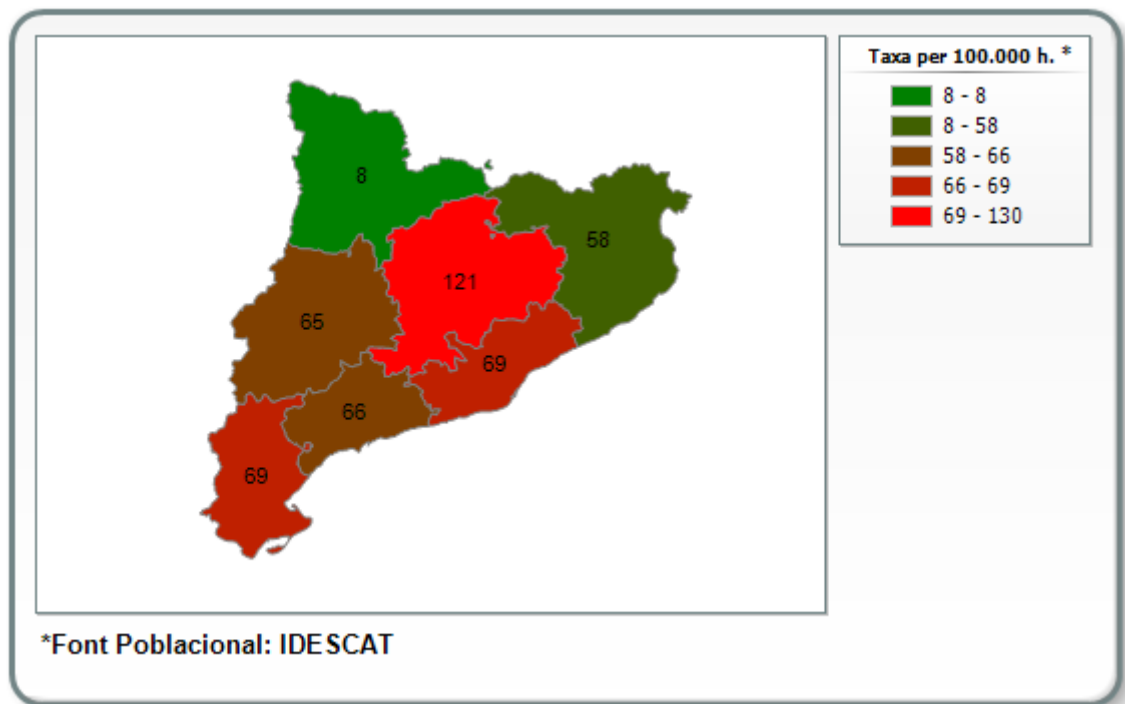 Taxa per 100.000 h. *
8 - 8
8 - 58
58 - 66
66 - 69
69 - 130
8
58
121
65
69
66
69
*Font Poblacional: IDESCAT